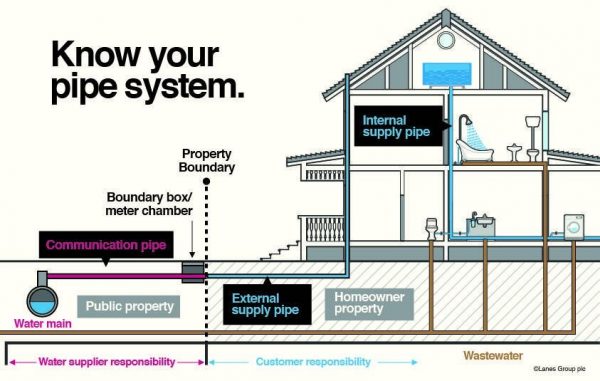 Know your
pipe system.
Internal
supply pipe
Property
Boundary
Boundary box/
meter chamber
Communication pipe
Public property
External
supply pipe
Homeowner
property
Water main
Water supplier responsibility
Customer responsibility
Wastewater
©Lanes Group plc